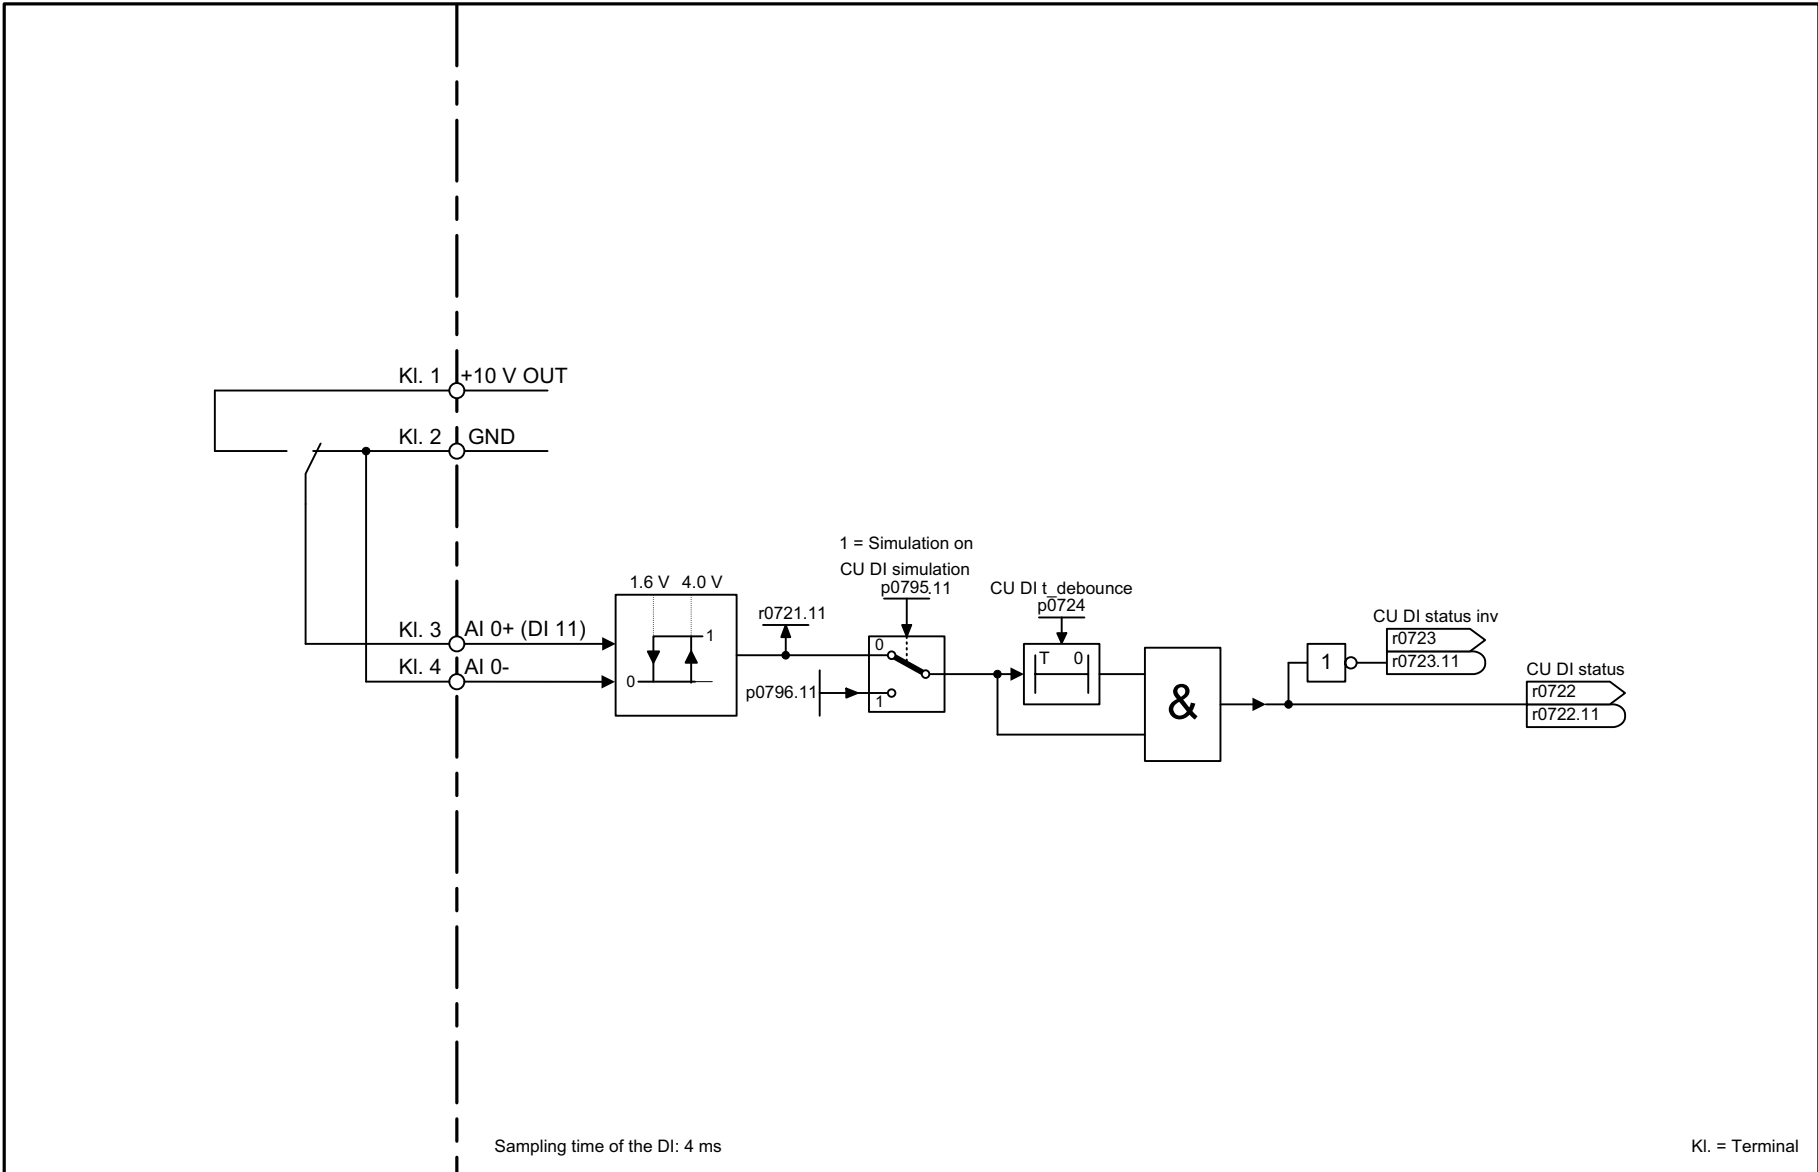 Kl. 1 +10 V OUT
Kl. 2 GND
1 = Simulation on
CU DI simulation
p0795.11
1.6 V 4.0 V
CU DI t_debounce
p0724
r0721.11
CU DI status inv
r0723
r0723.11
Kl. 3 AI 0+ (DI 11)
Kl. 4 AI 0-
1
0
0
1
p0796.11
T 0
&
1
CU DI status
r0722
r0722.11
Sampling time of the DI: 4 ms
Kl. = Terminal